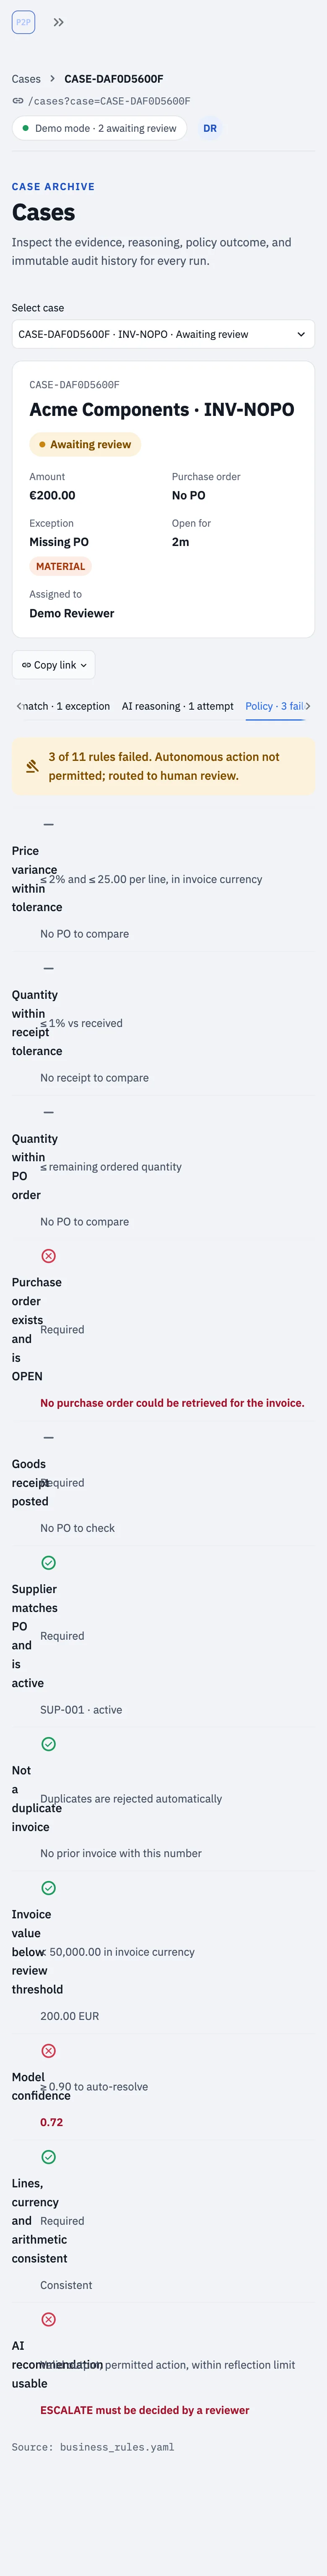 P2P
Cases > CASE-DAF0D5600F
/cases?case=CASE-DAF0D5600F
Demo mode · 2 awaiting review DR
CASE ARCHIVE
Cases
Inspect the evidence, reasoning, policy outcome, and
immutable audit history for every run.
Select case
CASE-DAF0D5600F · INV-NOPO · Awaiting review
CASE-DAF0D5600F
Acme Components · INV-NOPO
Awaiting review
Amount Purchase order
€200.00 No PO
Exception Open for
Missing PO 2m
MATERIAL
Assigned to
Demo Reviewer
Copy link
match · 1 exception AI reasoning · 1 attempt Policy · 3 fail
3 of 11 rules failed. Autonomous action not
permitted; routed to human review.
—
Price
variance
within
tolerance
≤ 2% and ≤ 25.00 per line, in invoice currency
No PO to compare
—
Quantity
within
receipt
tolerance
≤ 1% vs received
No receipt to compare
—
Quantity
within
PO
order
≤ remaining ordered quantity
No PO to compare
Purchase
order
exists
and
is
OPEN
Required
No purchase order could be retrieved for the invoice.
—
Goods
receipt
posted
Required
No PO to check
Supplier
matches
PO
and
is
active
Required
SUP-001 · active
Not
a
duplicate
invoice
Duplicates are rejected automatically
No prior invoice with this number
Invoice
value
below
review
threshold
50,000.00 in invoice currency
200.00 EUR
Model
confidence
≥ 0.90 to auto-resolve
0.72
Lines,
currency
and
arithmetic
consistent
Required
Consistent
AI
recommendation
usable
permitted action, within reflection limit
ESCALATE must be decided by a reviewer
Source: business_rules.yaml